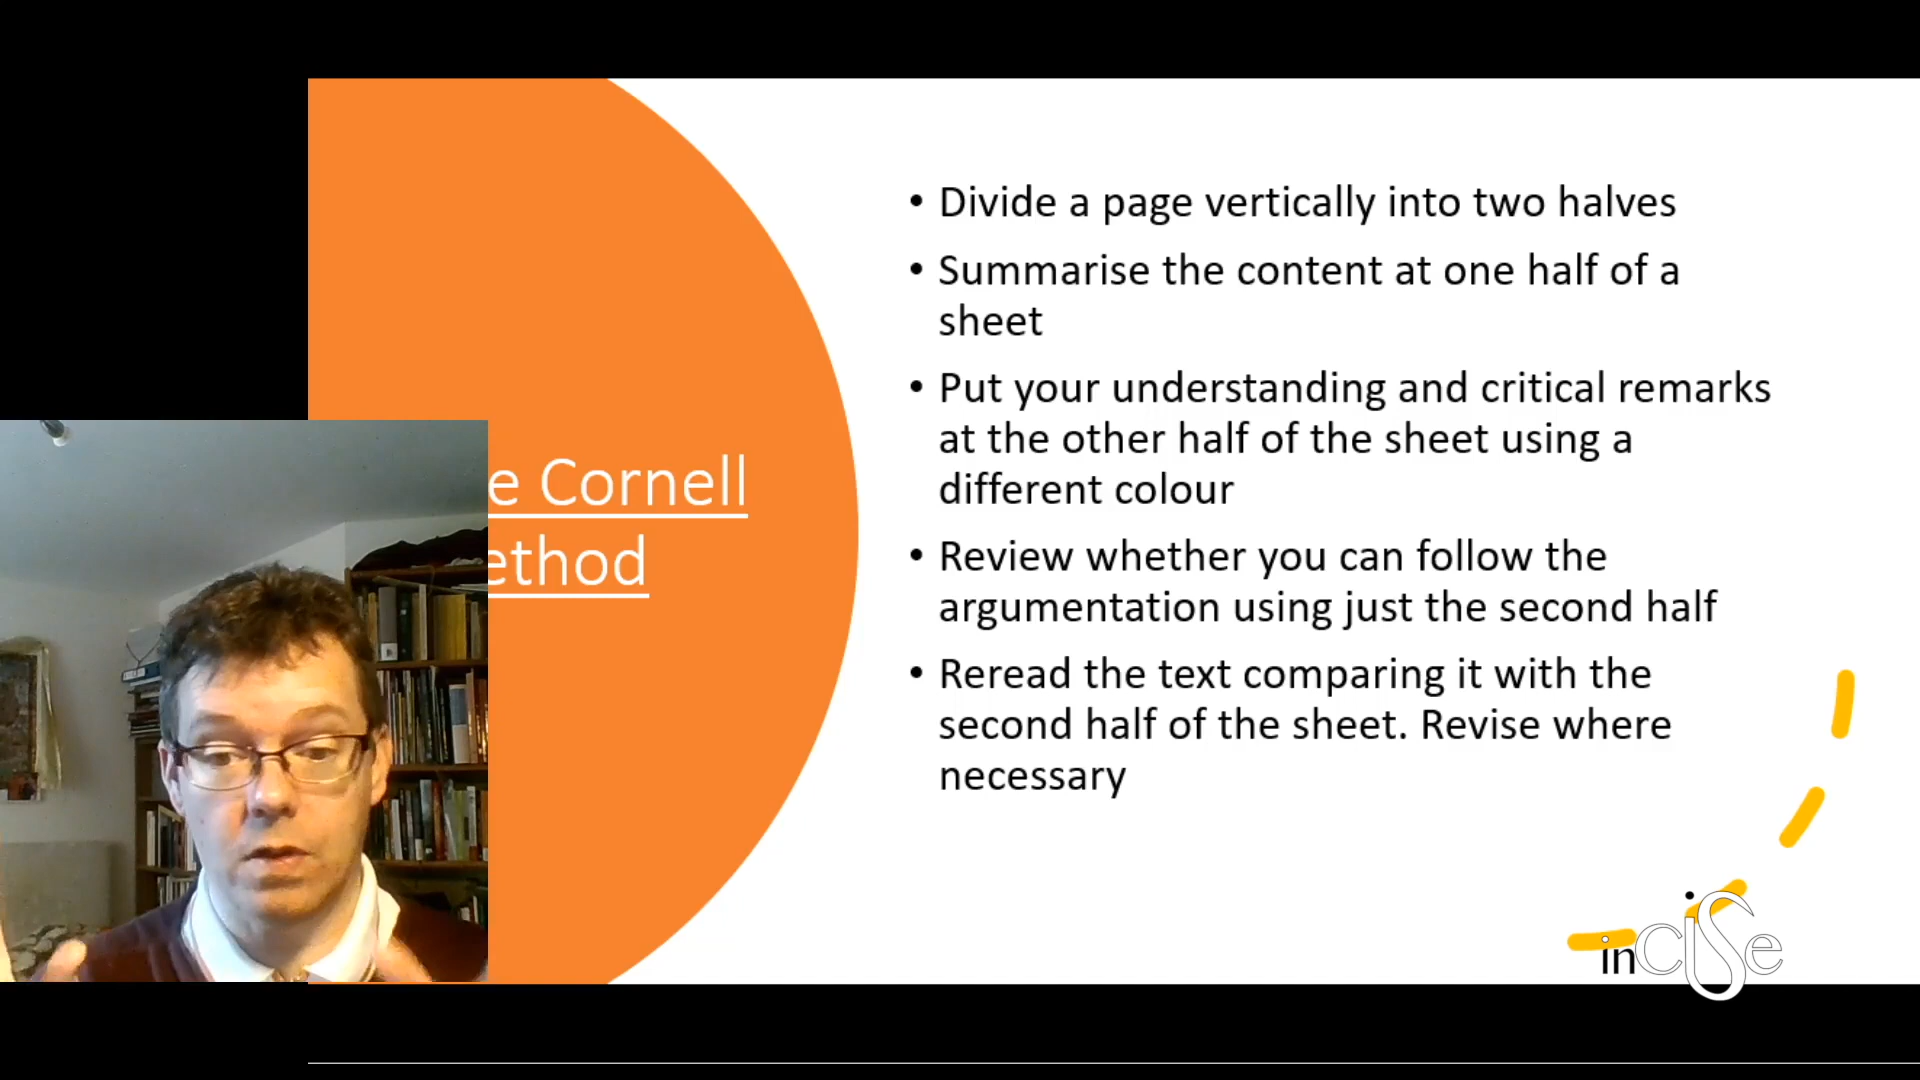 e Cornell
ethod
• Divide a page vertically into two halves
• Summarise the content at one half of a
sheet
• Put your understanding and critical remarks
at the other half of the sheet using a
different colour
• Review whether you can follow the
argumentation using just the second half
• Reread the text comparing it with the
second half of the sheet. Revise where
necessary
inCiSe